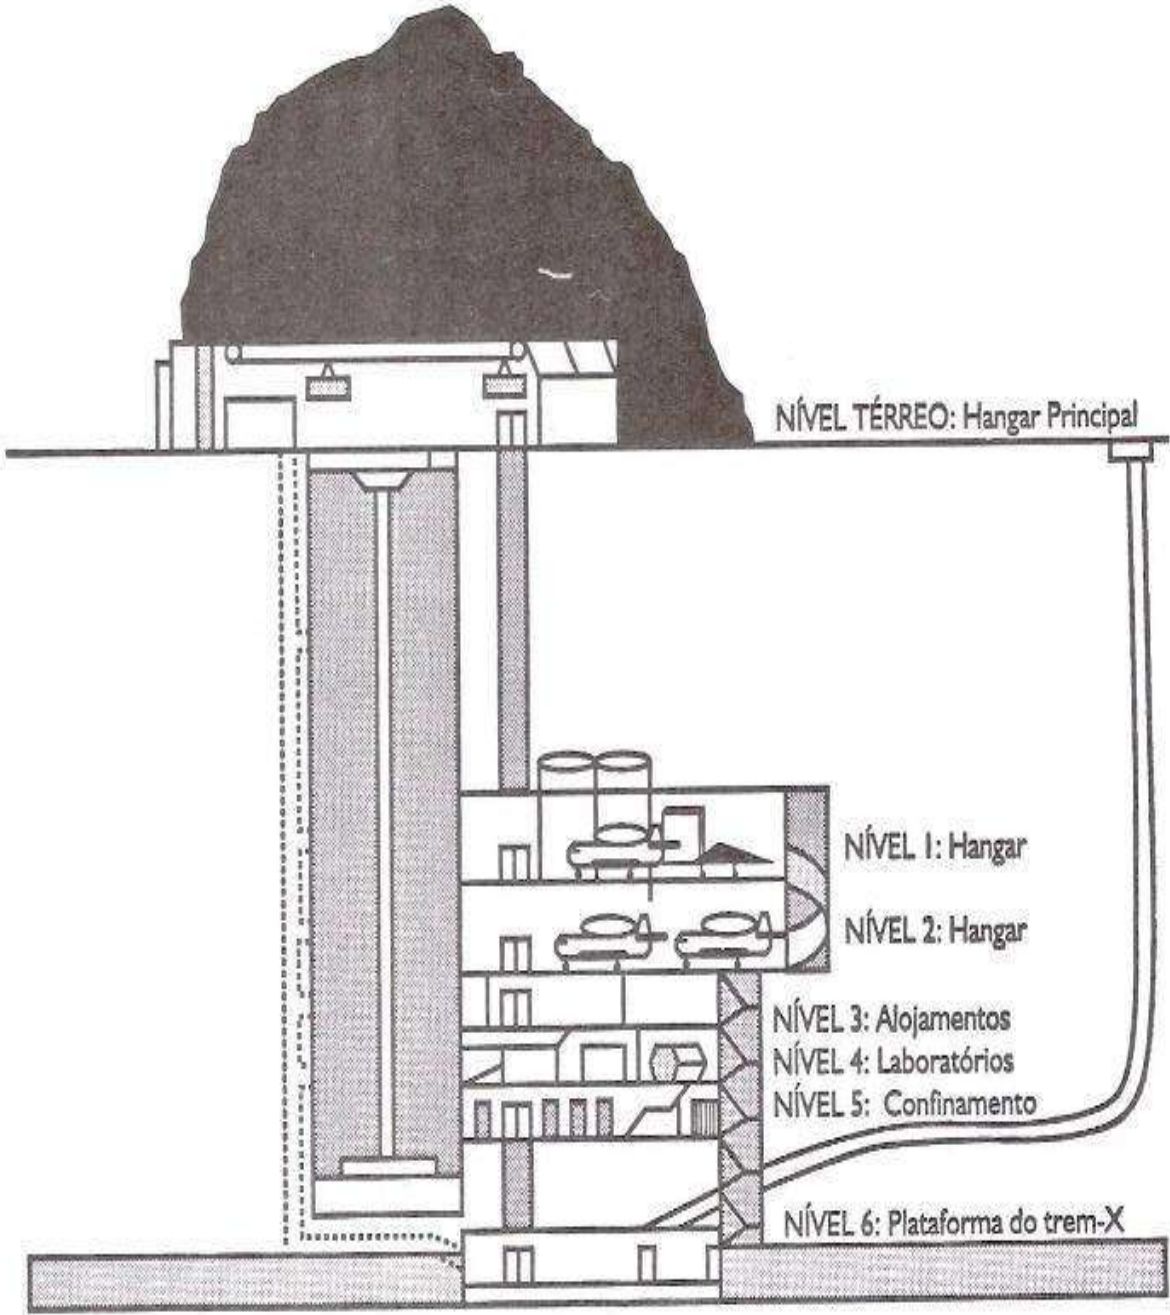 NÍVEL TÉRREO: Hangar Principal
NÍVEL 1: Hangar
NÍVEL 2: Hangar
NÍVEL 3: Alojamentos
NÍVEL 4: Laboratórios
NÍVEL 5: Confinamento
NÍVEL 6: Plataforma do trem-X